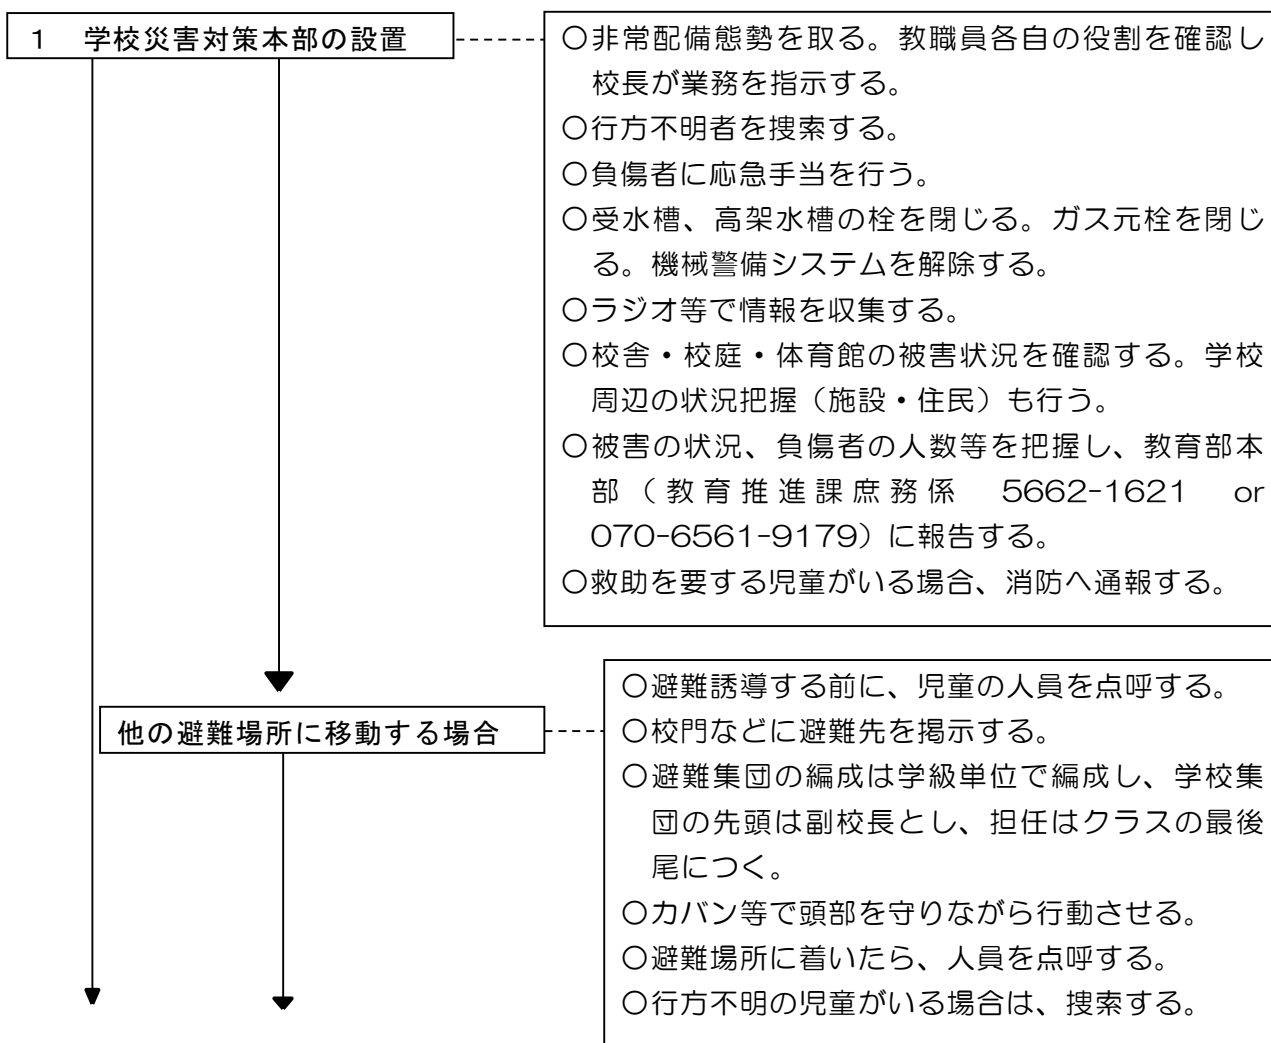 1 学校災害対策本部の設置
〇非常配備態勢を取る。教職員各自の役割を確認し
校長が業務を指示する。
〇行方不明者を捜索する。
〇負傷者に応急手当を行う。
〇受水槽、高架水槽の栓を閉じる。ガス元栓を閉じ
る。機械警備システムを解除する。
〇ラジオ等で情報を収集する。
〇校舎・校庭・体育館の被害状況を確認する。学校
周辺の状況把握（施設・住民）も行う。
〇被害の状況、負傷者の人数等を把握し、教育部本
部（教育推進課庶務係 5662-1621 or
070-6561-9179）に報告する。
〇救助を要する児童がいる場合、消防へ通報する。
他の避難場所に移動する場合
〇避難誘導する前に、児童の人員を点呼する。
〇校門などに避難先を掲示する。
〇避難集団の編成は学級単位で編成し、学校集
団の先頭は副校長とし、担任はクラスの最後
尾につく。
〇カバン等で頭部を守りながら行動させる。
〇避難場所に着いたら、人員を点呼する。
〇行方不明の児童がいる場合は、捜索する。